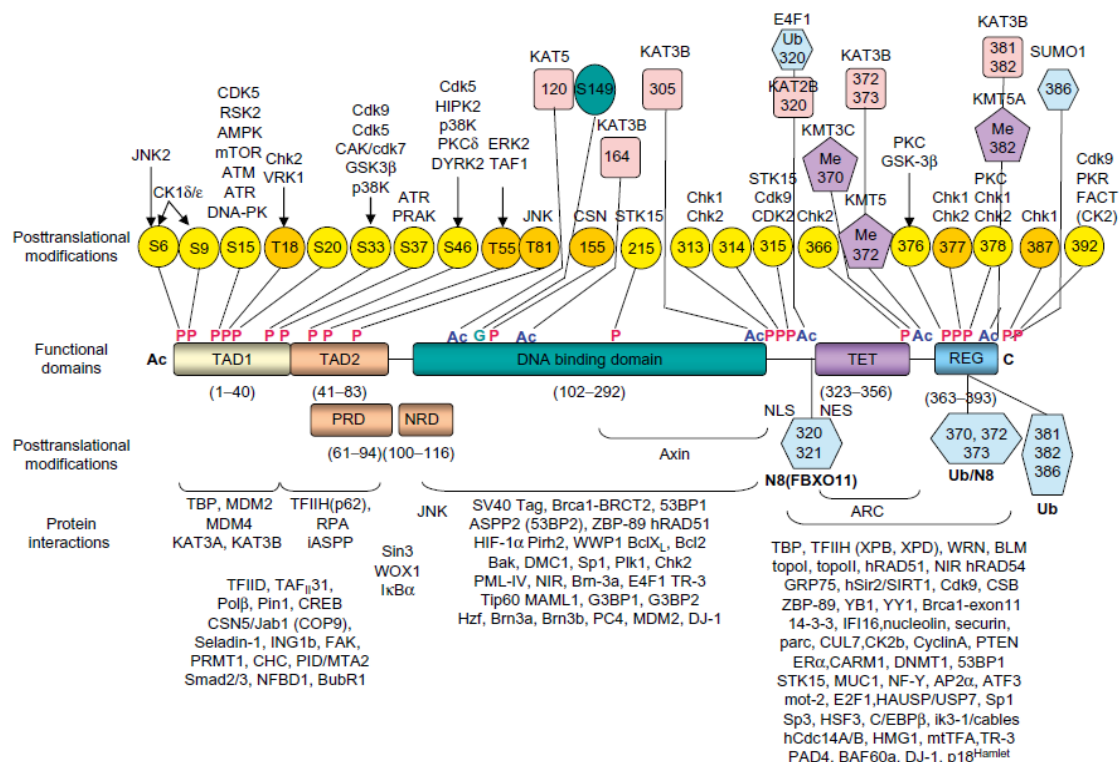 E4F1
Ub
320
KAT2B
320
KAT3B
381
382
SUMO1
386
KAT5
120
S149
KAT3B
305
KAT3B
372
373
KMT5A
Me
382
KAT3B
164
KMT3C
Me
370
KMT5
Me
372
JNK2
CK1δ/ε
CDK5
RSK2
AMPK
mTOR
ATM
ATR
DNA-PK
Chk2
VRK1
Cdk9
Cdk5
CAK/cdk7
GSK3β
p38K
ATR
PRAK
Cdk5
HIPK2
p38K
PKCδ
DYRK2
ERK2
TAF1
JNK
CSN
STK15
Chk1
Chk2
STK15
Cdk9
CDK2
Chk2
PKC
GSK-3β
Chk1
Chk2
PKC
Chk1
Chk2
Chk1
Cdk9
PKR
FACT
(CK2)
Posttranslational
modifications
S6 S9 S15 T18 S20 S33 S37 S46 T55 T81 155 215 313 314 315 366 376 377 378 387 392
PP PPP P P P P P Ac G P Ac P Ac PPP Ac P Ac PPP Ac PP
Functional
domains
Ac TAD1 TAD2 DNA binding domain TET REG C
(1–40) (41–83) (102–292) (323–356) (363–393)
PRD NRD
(61–94) (100–116)
NLS NES
Posttranslational
modifications
Axin
320
321
N8(FBXO11)
370, 372
373
Ub/N8
381
382
386
Ub
Protein
interactions
TBP, MDM2
MDM4
KAT3A, KAT3B
TFIIH(p62),
RPA
iASPP
TFIID, TAFII31,
Polβ, Pin1, CREB
CSN5/Jab1 (COP9),
Seladin-1, ING1b, FAK,
PRMT1, CHC, PID/MTA2
Smad2/3, NFBD1, BubR1
Sin3
WOX1
IκBα
JNK
SV40 Tag, Brca1-BRCT2, 53BP1
ASPP2 (53BP2), ZBP-89 hRAD51
HIF-1α Pirh2, WWP1 BclXL, Bcl2
Bak, DMC1, Sp1, Plk1, Chk2
PML-IV, NIR, Brn-3a, E4F1 TR-3
Tip60 MAML1, G3BP1, G3BP2
Hzf, Brn3a, Brn3b, PC4, MDM2, DJ-1
ARC
TBP, TFIIH (XPB, XPD), WRN, BLM
topoI, topoII, hRAD51, NIR hRAD54
GRP75, hSir2/SIRT1, Cdk9, CSB
ZBP-89, YB1, YY1, Brca1-exon11
14-3-3, IFI16,nucleolin, securin,
parc, CUL7,CK2b, CyclinA, PTEN
ERα,CARM1, DNMT1, 53BP1
STK15, MUC1, NF-Y, AP2α, ATF3
mot-2, E2F1,HAUSP/USP7, Sp1
Sp3, HSF3, C/EBPβ, ik3-1/cables
hCdc14A/B, HMG1, mtTFA,TR-3
PAD4, BAF60a, DJ-1, p18Hamlet